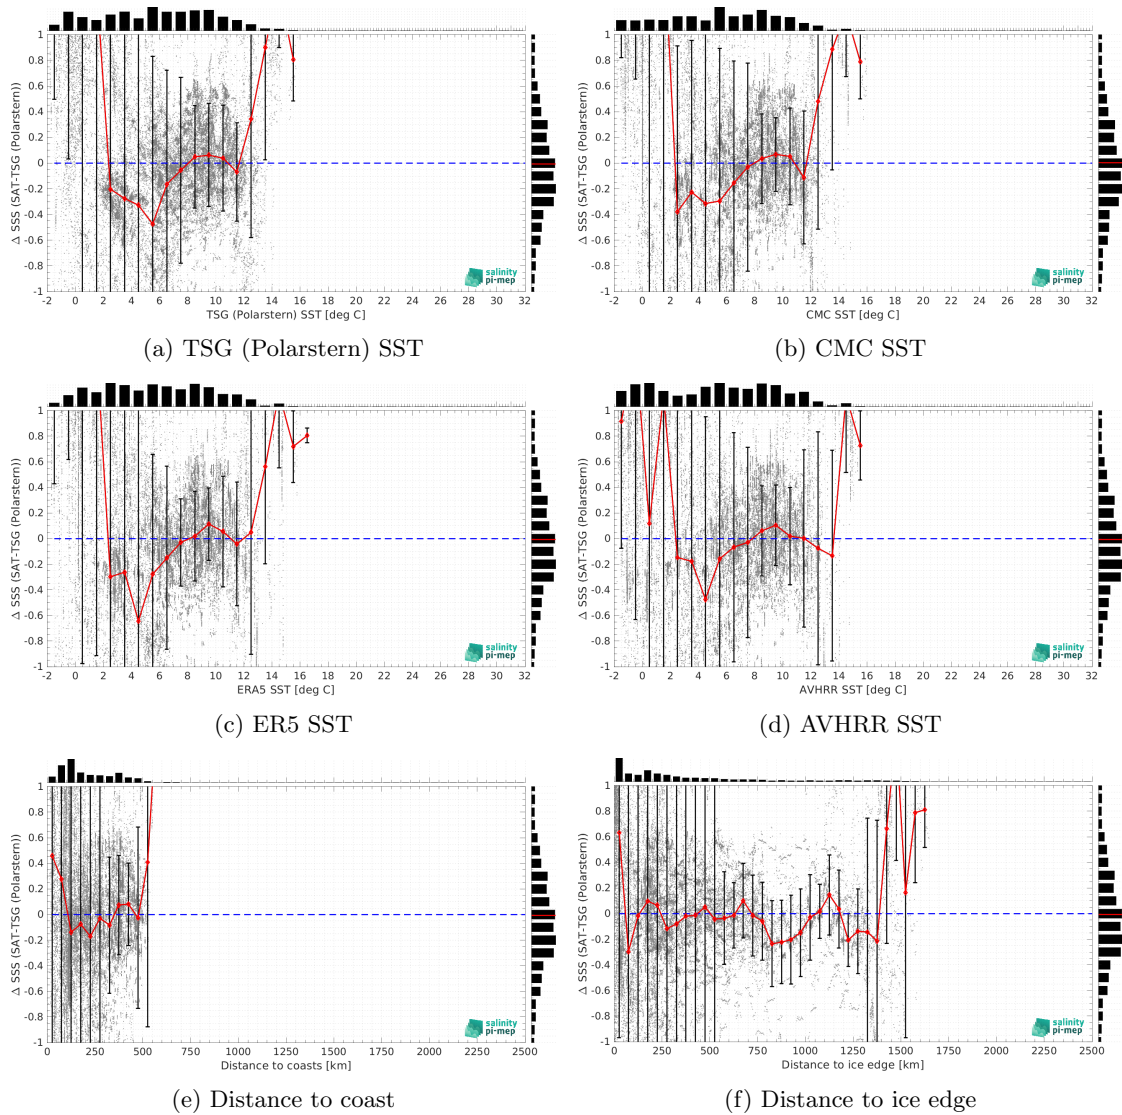 1
0.8
0.6
0.4
0.2
0
-0.2
-0.4
-0.6
-0.8
-1
Δ SSS (SAT-TSG (Polarstern))
salinity
pi-mep
-2 0 2 4 6 8 10 12 14 16 18 20 22 24 26 28 30 32
TSG (Polarstern) SST [deg C]
(a) TSG (Polarstern) SST
1
0.8
0.6
0.4
0.2
0
-0.2
-0.4
-0.6
-0.8
-1
Δ SSS (SAT-TSG (Polarstern))
salinity
pi-mep
-2 0 2 4 6 8 10 12 14 16 18 20 22 24 26 28 30 32
CMC SST [deg C]
(b) CMC SST
1
0.8
0.6
0.4
0.2
0
-0.2
-0.4
-0.6
-0.8
-1
Δ SSS (SAT-TSG (Polarstern))
salinity
pi-mep
-2 0 2 4 6 8 10 12 14 16 18 20 22 24 26 28 30 32
ERA5 SST [deg C]
(c) ER5 SST
1
0.8
0.6
0.4
0.2
0
-0.2
-0.4
-0.6
-0.8
-1
Δ SSS (SAT-TSG (Polarstern))
salinity
pi-mep
-2 0 2 4 6 8 10 12 14 16 18 20 22 24 26 28 30 32
AVHRR SST [deg C]
(d) AVHRR SST
1
0.8
0.6
0.4
0.2
0
-0.2
-0.4
-0.6
-0.8
-1
Δ SSS (SAT-TSG (Polarstern))
salinity
pi-mep
0 250 500 750 1000 1250 1500 1750 2000 2250 2500
Distance to coasts [km]
(e) Distance to coast
1
0.8
0.6
0.4
0.2
0
-0.2
-0.4
-0.6
-0.8
-1
Δ SSS (SAT-TSG (Polarstern))
salinity
pi-mep
0 250 500 750 1000 1250 1500 1750 2000 2250 2500
Distance to ice edge [km]
(f) Distance to ice edge